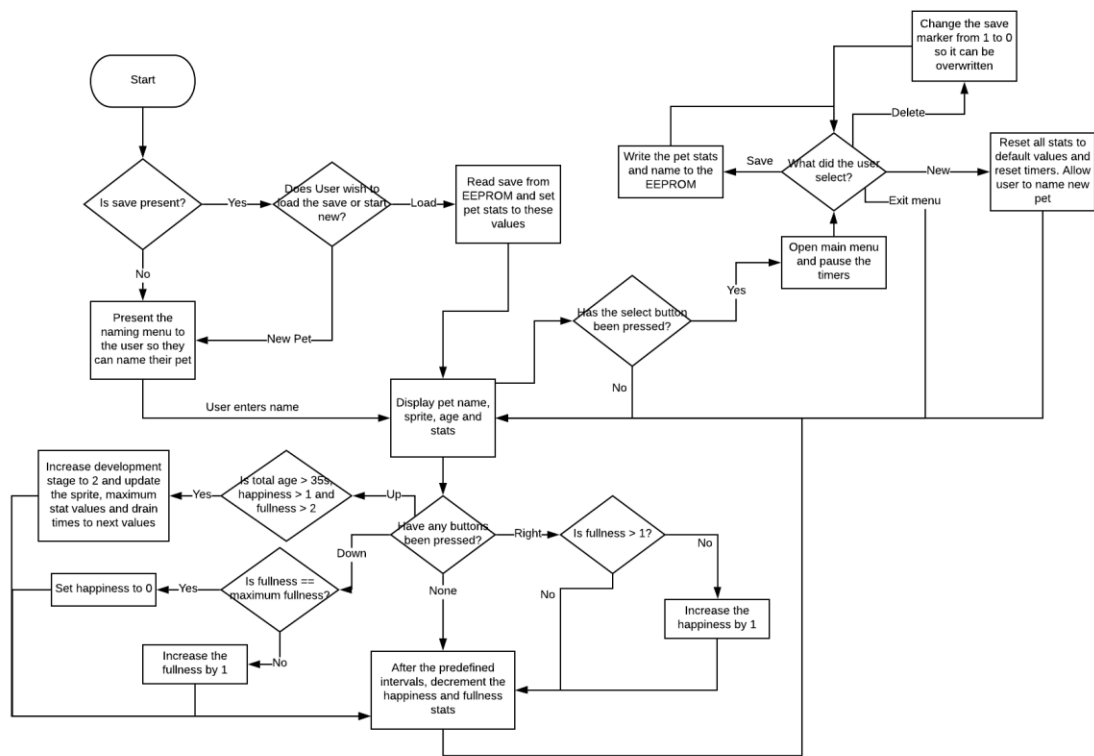 Change the save
marker from 1 to 0
so it can be
overwritten
Start
Delete
Write the pet stats
and name to the
EEPROM
Save
What did the user
select?
New
Reset all stats to
default values and
reset timers. Allow
user to name new
pet
Exit menu
Is save present?
Yes
Does User wish to
load the save or start
new?
Load
Read save from
EEPROM and set
pet stats to these
values
Open main menu
and pause the
timers
No
Yes
Has the select button
been pressed?
Present the
naming menu to
the user so they
can name their pet
New Pet
No
User enters name
Display pet name,
sprite, age and
stats
Increase development
stage to 2 and update
the sprite, maximum
stat values and drain
times to next values
Yes
Is total age > 35s,
happiness > 1 and
fullness > 2
Up
Have any buttons
been pressed?
Right
Is fullness > 1?
No
Down
Set happiness to 0
Yes
Is fullness ==
maximum fullness?
None
No
Increase the
happiness by 1
Increase the
fullness by 1
No
After the predefined
intervals, decrement the
happiness and fullness
stats